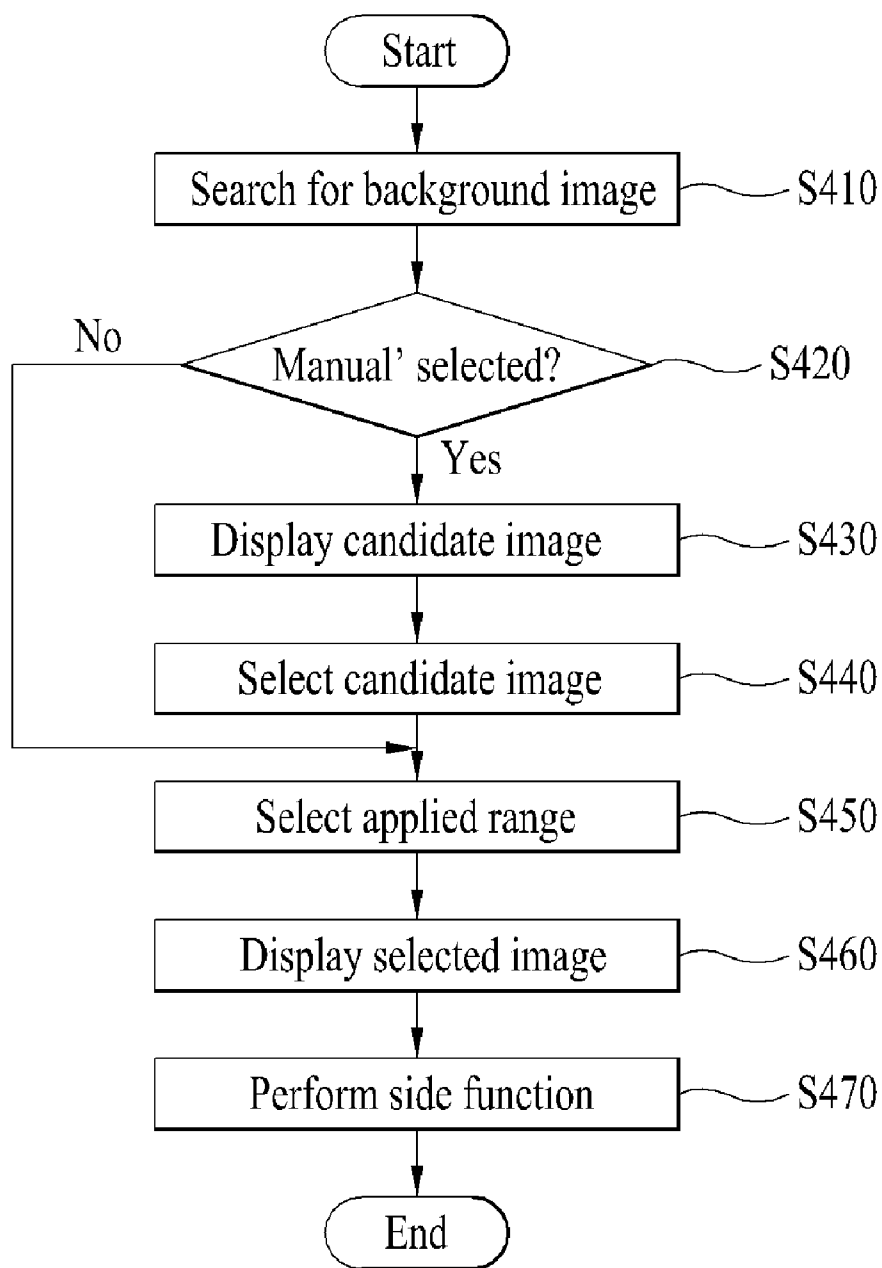 Start
Search for background image
S410
No
Manual’ selected?
S420
Yes
Display candidate image
S430
Select candidate image
S440
Select applied range
S450
Display selected image
S460
Perform side function
S470
End